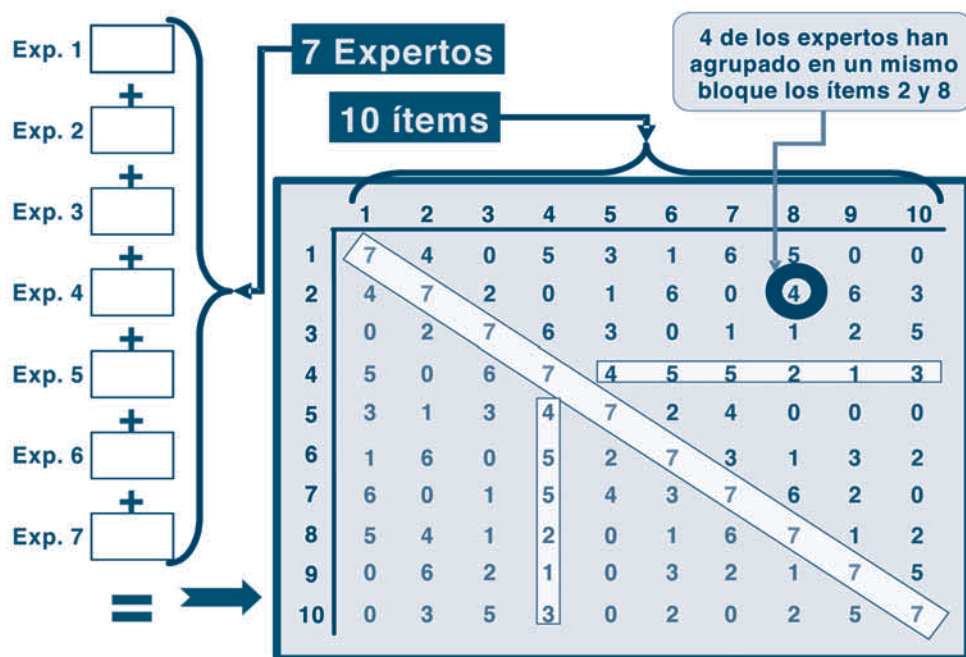 Exp. 1
+
Exp. 2
+
Exp. 3
+
Exp. 4
+
Exp. 5
+
Exp. 6
+
Exp. 7
=
7 Expertos
10 ítems
4 de los expertos han
agrupado en un mismo
bloque los ítems 2 y 8
1 2 3 4 5 6 7 8 9 10
1 7 4 0 5 3 1 6 5 0 0
2 4 7 2 0 1 6 0 4 6 3
3 0 2 7 6 3 0 1 1 2 5
4 5 0 6 7 4 5 5 2 1 3
5 3 1 3 4 7 2 4 0 0 0
6 1 6 0 5 2 7 3 1 3 2
7 6 0 1 5 4 3 7 6 2 0
8 5 4 1 2 0 1 6 7 1 2
9 0 6 2 1 0 3 2 1 7 5
10 0 3 5 3 0 2 0 2 5 7